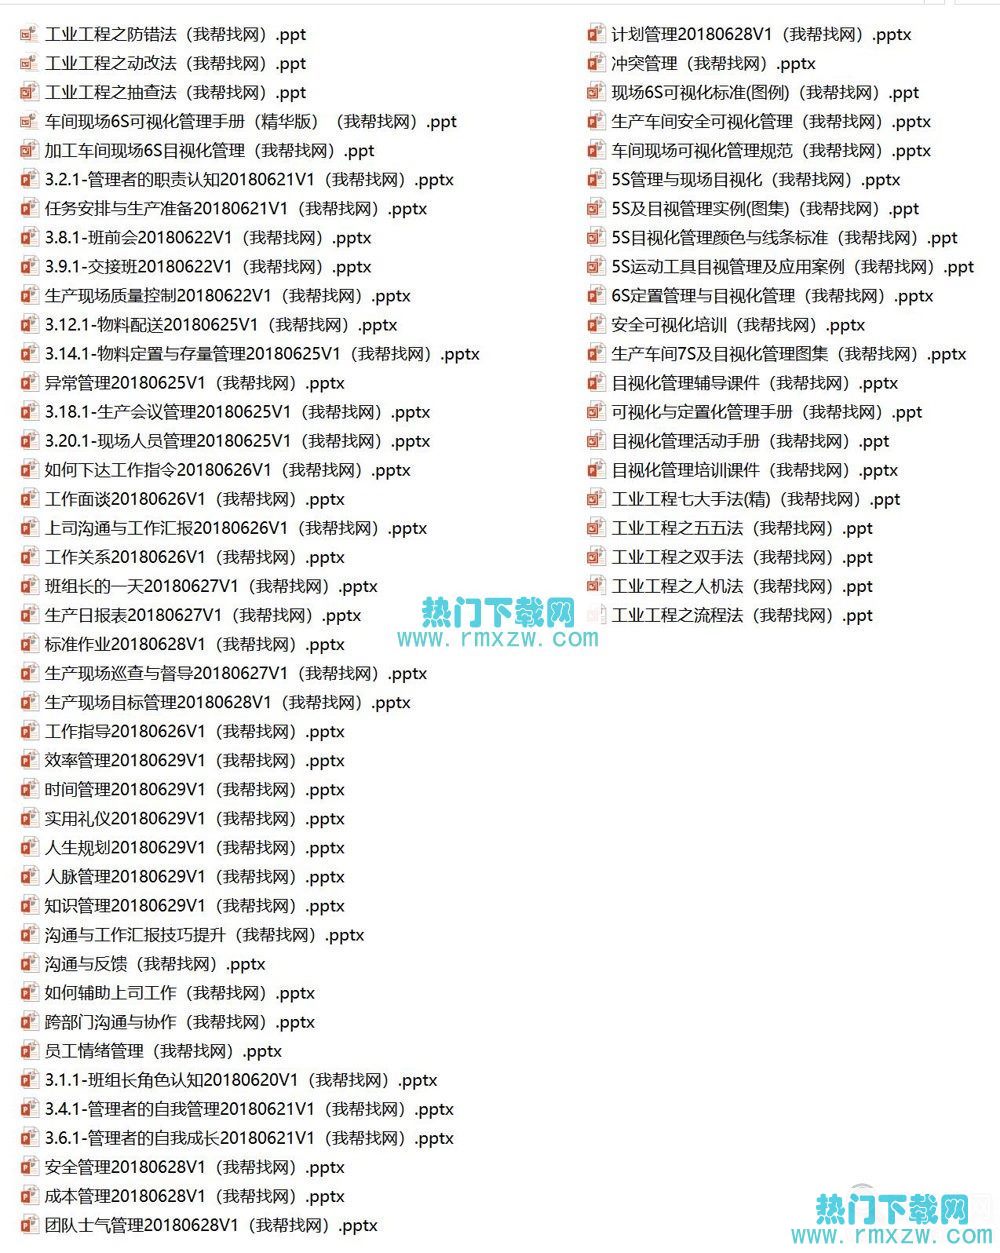 工业工程之防错法（我帮找网）.ppt
工业工程之动改法（我帮找网）.ppt
工业工程之抽查法（我帮找网）.ppt
车间现场6S可视化管理手册（精华版）（我帮找网）.ppt
加工车间现场6S目视化管理（我帮找网）.ppt
3.2.1-管理者的职责认知20180621V1（我帮找网）.pptx
任务安排与生产准备20180621V1（我帮找网）.pptx
3.8.1-班前会20180622V1（我帮找网）.pptx
3.9.1-交接班20180622V1（我帮找网）.pptx
生产现场质量控制20180622V1（我帮找网）.pptx
3.12.1-物料配送20180625V1（我帮找网）.pptx
3.14.1-物料定置与存量管理20180625V1（我帮找网）.pptx
异常管理20180625V1（我帮找网）.pptx
3.18.1-生产会议管理20180625V1（我帮找网）.pptx
3.20.1-现场人员管理20180625V1（我帮找网）.pptx
如何下达工作指令20180626V1（我帮找网）.pptx
工作面谈20180626V1（我帮找网）.pptx
上司沟通与工作汇报20180626V1（我帮找网）.pptx
工作关系20180626V1（我帮找网）.pptx
班组长的一天20180627V1（我帮找网）.pptx
生产日报表20180627V1（我帮找网）.pptx
标准作业20180628V1（我帮找网）.pptx
生产现场巡查与督导20180627V1（我帮找网）.pptx
生产现场目标管理20180628V1（我帮找网）.pptx
工作指导20180626V1（我帮找网）.pptx
效率管理20180629V1（我帮找网）.pptx
时间管理20180629V1（我帮找网）.pptx
实用礼仪20180629V1（我帮找网）.pptx
人生规划20180629V1（我帮找网）.pptx
人脉管理20180629V1（我帮找网）.pptx
知识管理20180629V1（我帮找网）.pptx
沟通与工作汇报技巧提升（我帮找网）.pptx
沟通与反馈（我帮找网）.pptx
如何辅助上司工作（我帮找网）.pptx
跨部门沟通与协作（我帮找网）.pptx
员工情绪管理（我帮找网）.pptx
3.1.1-班组长角色认知20180620V1（我帮找网）.pptx
3.4.1-管理者的自我管理20180621V1（我帮找网）.pptx
3.6.1-管理者的自我成长20180621V1（我帮找网）.pptx
安全管理20180628V1（我帮找网）.pptx
成本管理20180628V1（我帮找网）.pptx
团队士气管理20180628V1（我帮找网）.pptx
计划管理20180628V1（我帮找网）.pptx
冲突管理（我帮找网）.pptx
现场6S可视化标准(图例)（我帮找网）.ppt
生产车间安全可视化管理（我帮找网）.pptx
车间现场可视化管理规范（我帮找网）.pptx
5S管理与现场目视化（我帮找网）.pptx
5S及目视管理实例(图集)（我帮找网）.ppt
5S目视化管理颜色与线条标准（我帮找网）.ppt
5S运动工具目视管理及应用案例（我帮找网）.ppt
6S定置管理与目视化管理（我帮找网）.pptx
安全可视化培训（我帮找网）.pptx
生产车间7S及目视化管理图集（我帮找网）.pptx
目视化管理辅导课件（我帮找网）.pptx
可视化与定置化管理手册（我帮找网）.ppt
目视化管理活动手册（我帮找网）.ppt
目视化管理培训课件（我帮找网）.pptx
工业工程七大手法(精)（我帮找网）.ppt
工业工程之五五法（我帮找网）.ppt
工业工程之双手法（我帮找网）.ppt
工业工程之人机法（我帮找网）.ppt
工业工程之流程法（我帮找网）.ppt
热门下载网
www.rmxzw.com
热门下载网
www.rmxzw.com